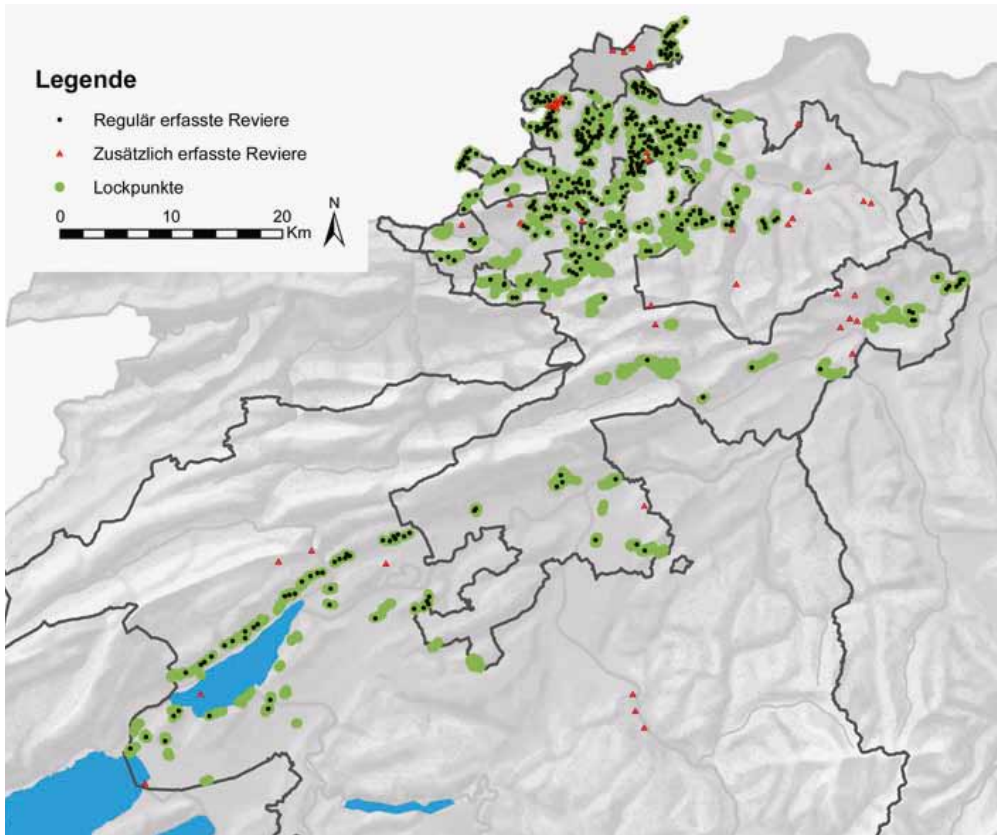 Legende
Regulär erfasste Reviere
Zusätzlich erfasste Reviere
Lockpunkte
0 10 20
Km
N